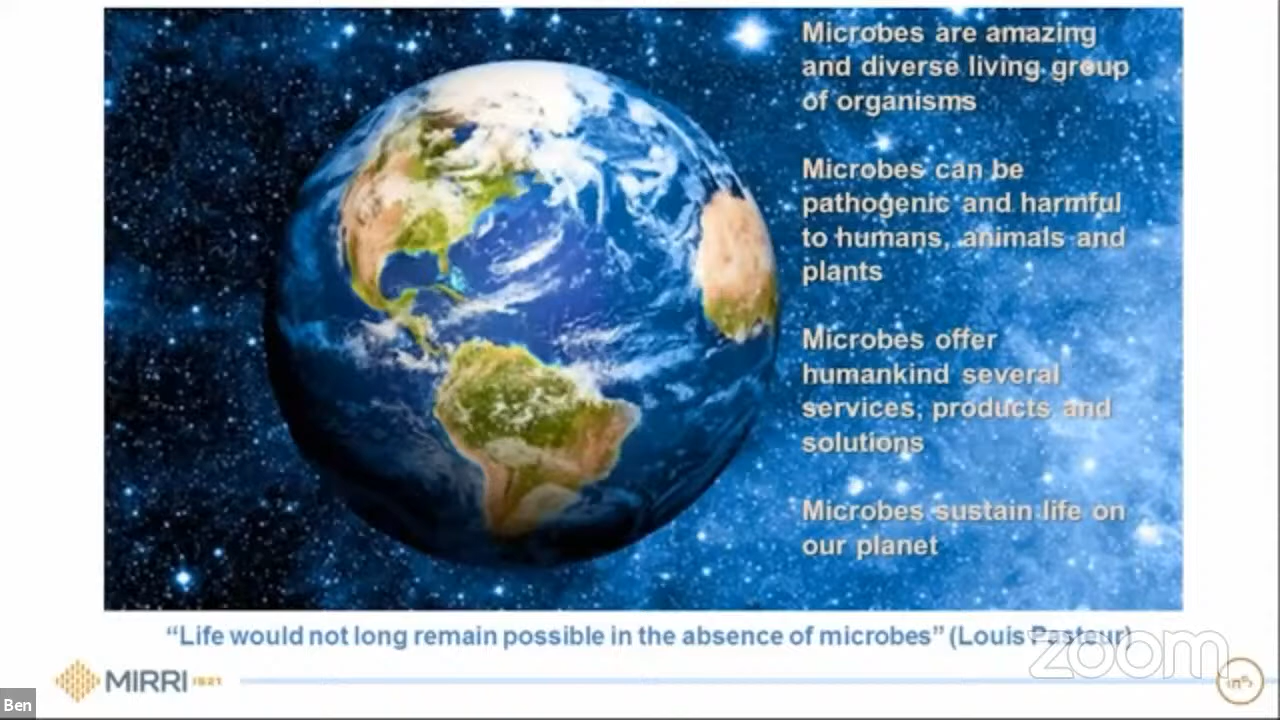 Microbes are amazing
and diverse living group
of organisms
Microbes can be
pathogenic and harmful
to humans, animals and
plants
Microbes offer
humankind several
services, products and
solutions
Microbes sustain life on
our planet
“Life would not long remain possible in the absence of microbes” (Louis Pasteur)
zoom
MIRRI IS21
Ben